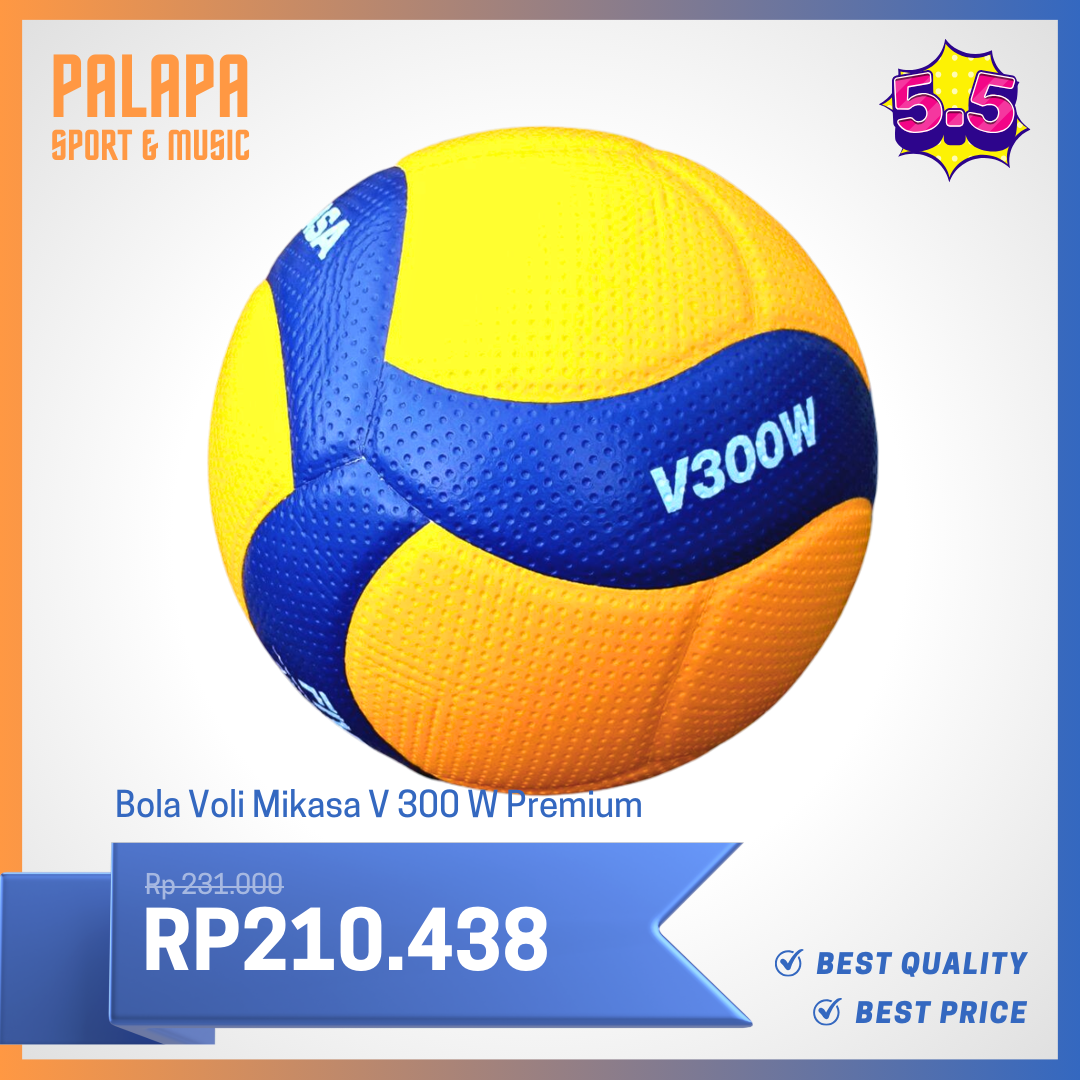 PALAPA
SPORT & MUSIC
5.5
V300W
Bola Voli Mikasa V 300 W Premium
Rp 231.000
RP210.438
BEST QUALITY
BEST PRICE